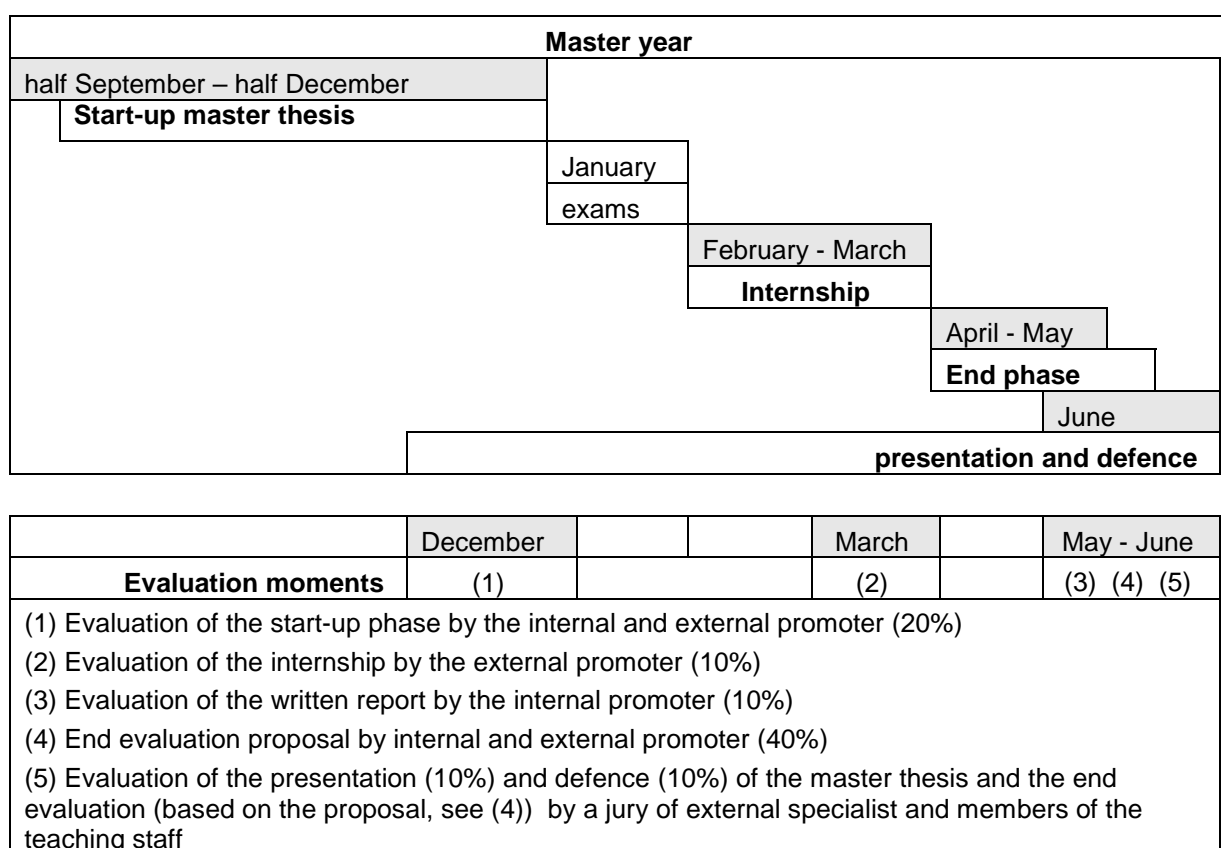 Master year
half September – half December
Start-up master thesis
January
exams
February - March
Internship
April - May
End phase
June
presentation and defence
December March May - June
Evaluation moments (1) (2) (3) (4) (5)
(1) Evaluation of the start-up phase by the internal and external promoter (20%)
(2) Evaluation of the internship by the external promoter (10%)
(3) Evaluation of the written report by the internal promoter (10%)
(4) End evaluation proposal by internal and external promoter (40%)
(5) Evaluation of the presentation (10%) and defence (10%) of the master thesis and the end
evaluation (based on the proposal, see (4)) by a jury of external specialist and members of the
teaching staff